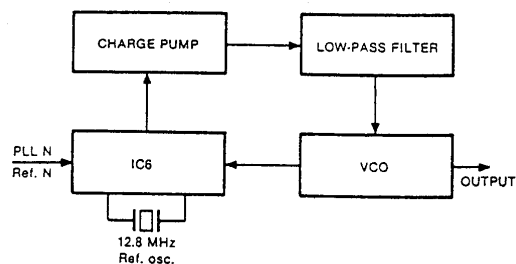 CHARGE PUMP
LOW-PASS FILTER
PLL N
Ref. N
IC6
VCO
OUTPUT
12.8 MHz
Ref. osc.